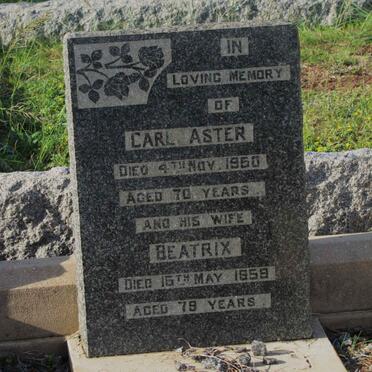 IN
LOVING MEMORY
OF
CARL ASTER
DIED 4TH NOV. 1950
AGED 70 YEARS
AND HIS WIFE
BEATRIX
DIED 15TH MAY 1959
AGED 79 YEARS